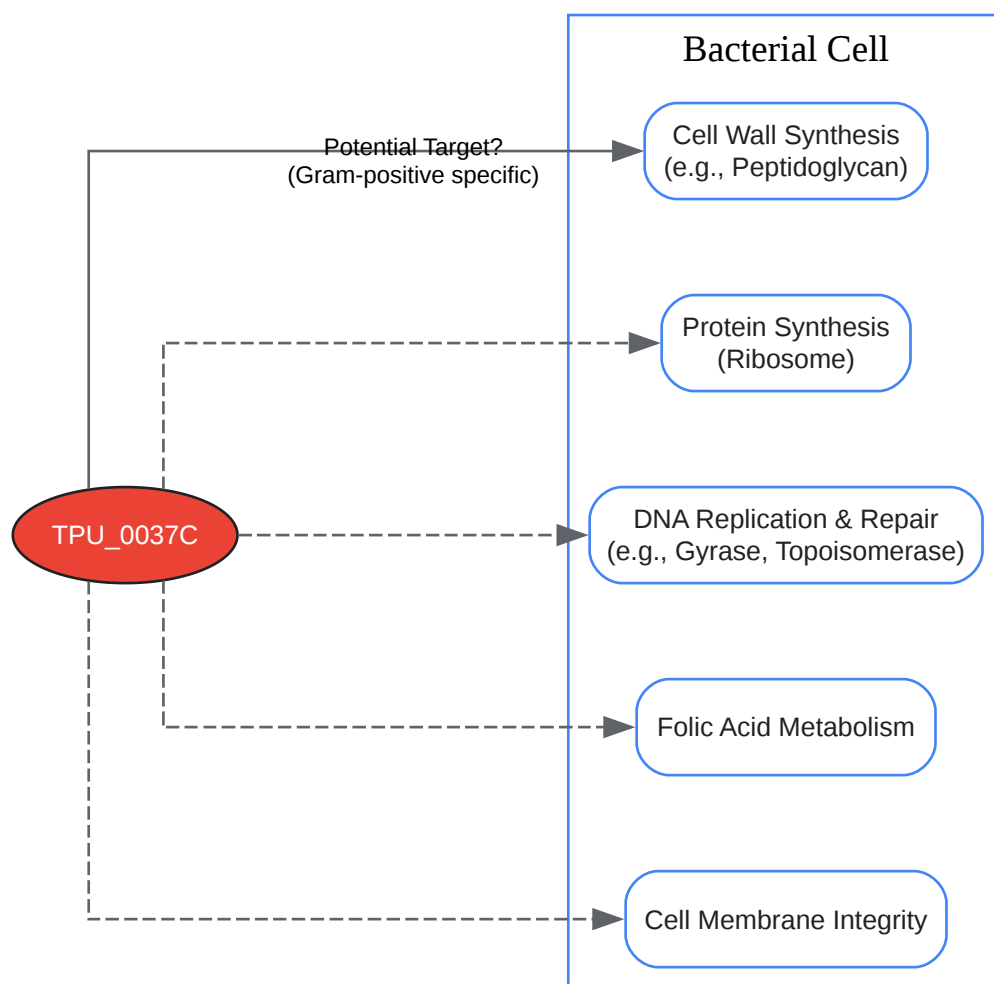 Bacterial Cell
Cell Wall Synthesis
(e.g., Peptidoglycan)
Potential Target?
(Gram-positive specific)
Protein Synthesis
(Ribosome)
TPU_0037C
DNA Replication & Repair
(e.g., Gyrase, Topoisomerase)
Folic Acid Metabolism
Cell Membrane Integrity